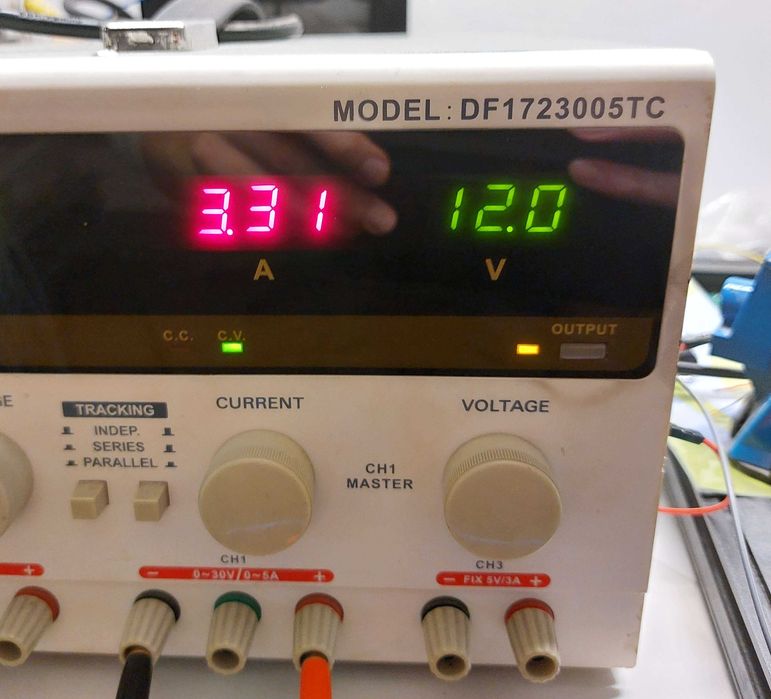 MODEL: DF1723005TC
3.31
12.0
A
V
C.C.
C.V.
OUTPUT
TRACKING
INDEP.
SERIES
PARALLEL
CURRENT
VOLTAGE
CH1
MASTER
CH1
− 0~30V/0~5A +
CH3
− FIX 5V/3A +
+